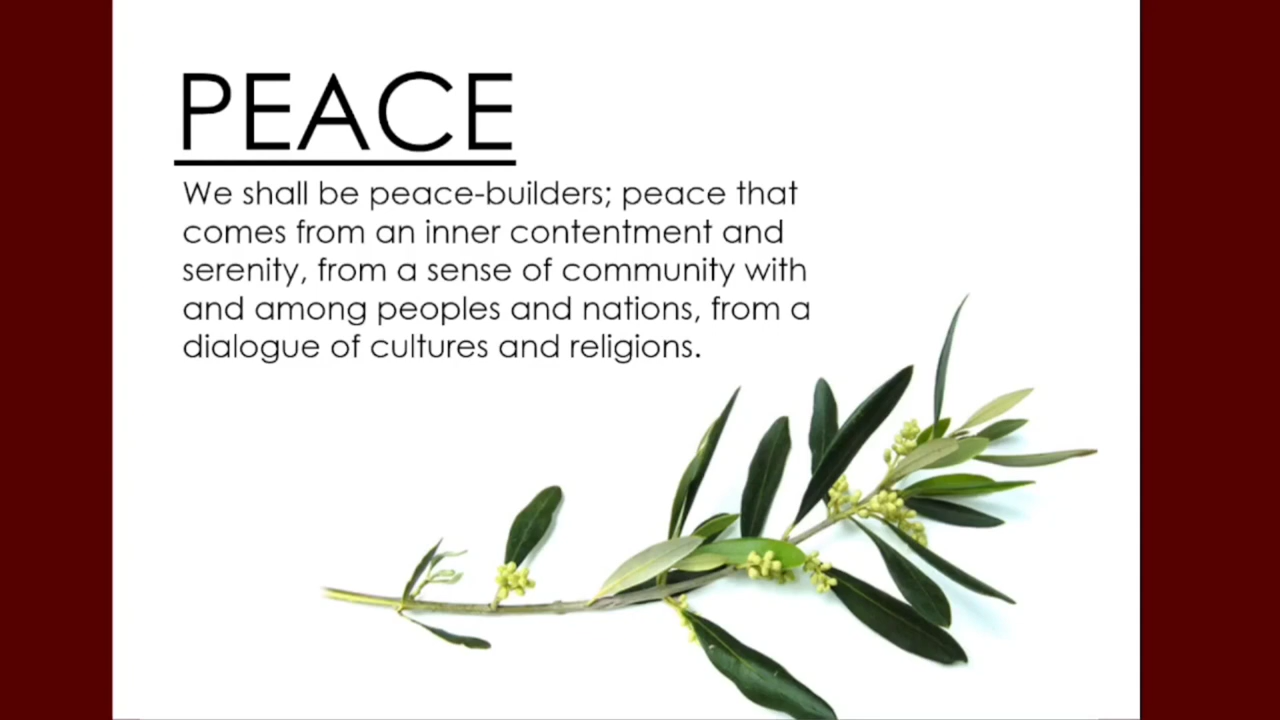 PEACE
We shall be peace-builders; peace that
comes from an inner contentment and
serenity, from a sense of community with
and among peoples and nations, from a
dialogue of cultures and religions.